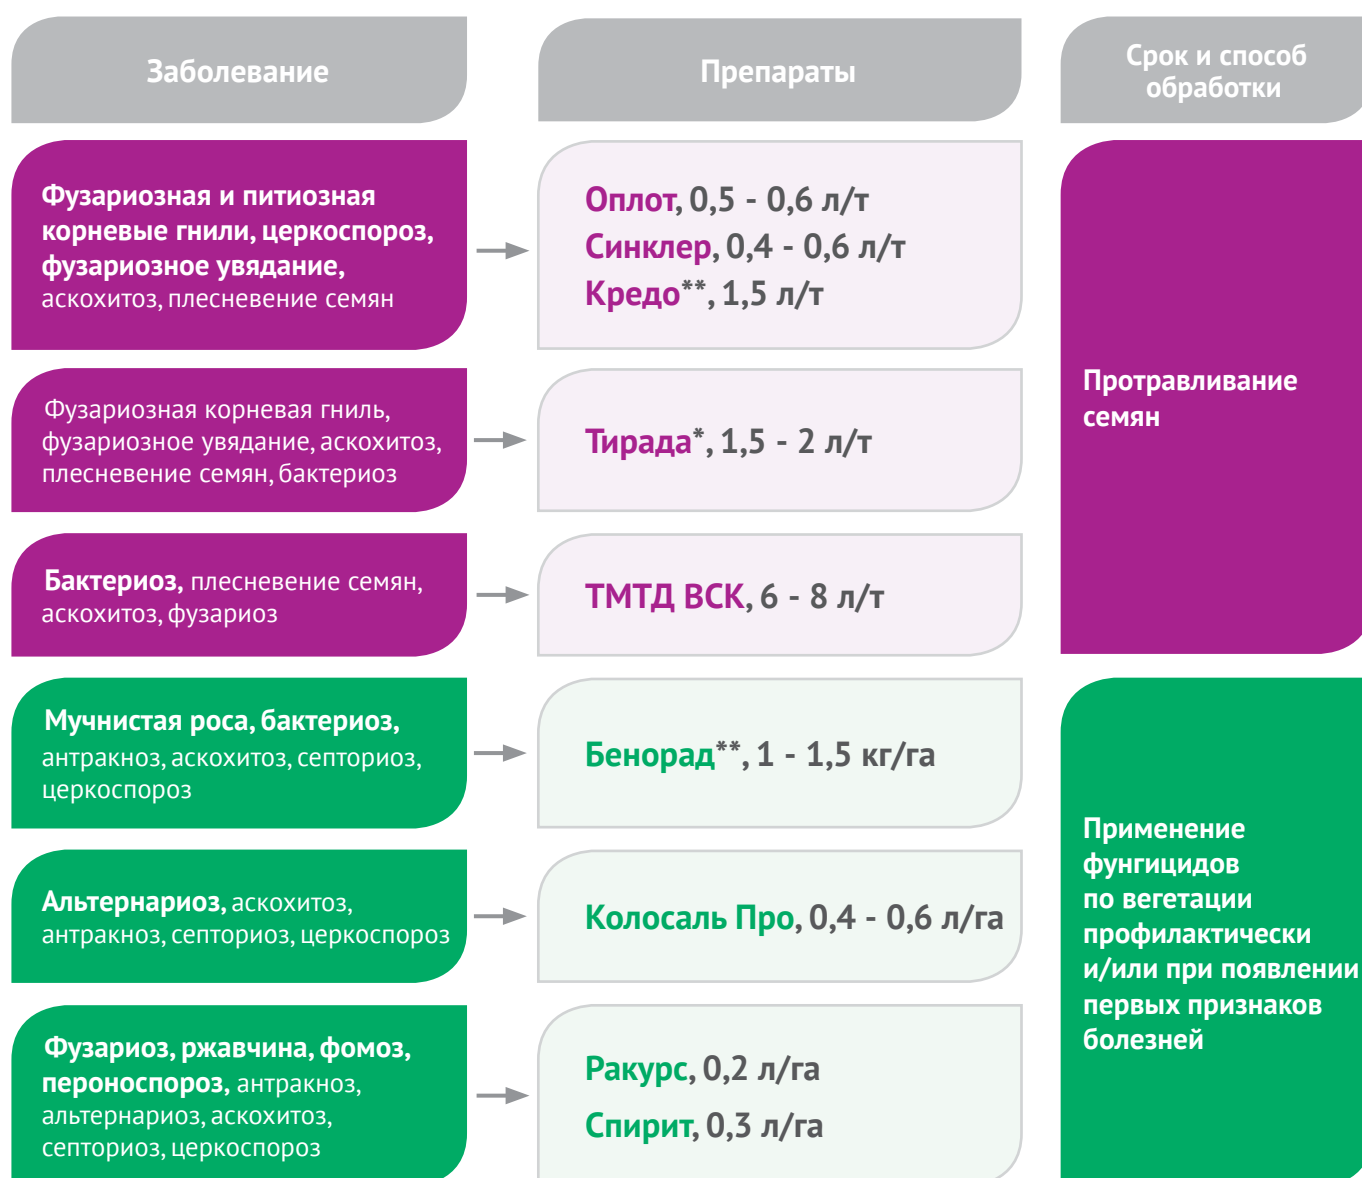 Заболевание
Препараты
Срок и способ
обработки
Фузариозная и питиозная
корневые гнили, церкоспороз,
фузариозное увядание,
аскохитоз, плесневение семян
Оплот, 0,5 - 0,6 л/т
Синклер, 0,4 - 0,6 л/т
Кредо**, 1,5 л/т
Фузариозная корневая гниль,
фузариозное увядание, аскохитоз,
плесневение семян, бактериоз
Тирада*, 1,5 - 2 л/т
Протравливание
семян
Бактериоз, плесневение семян,
аскохитоз, фузариоз
ТМТД ВСК, 6 - 8 л/т
Мучнистая роса, бактериоз,
антракноз, аскохитоз, септориоз,
церкоспороз
Бенорад**, 1 - 1,5 кг/га
Альтернариоз, аскохитоз,
антракноз, септориоз, церкоспороз
Колосаль Про, 0,4 - 0,6 л/га
Применение
фунгицидов
по вегетации
профилактически
и/или при появлении
первых признаков
болезней
Фузариоз, ржавчина, фомоз,
пероноспороз, антракноз,
альтернариоз, аскохитоз,
септориоз, церкоспороз
Ракурс, 0,2 л/га
Спирит, 0,3 л/га